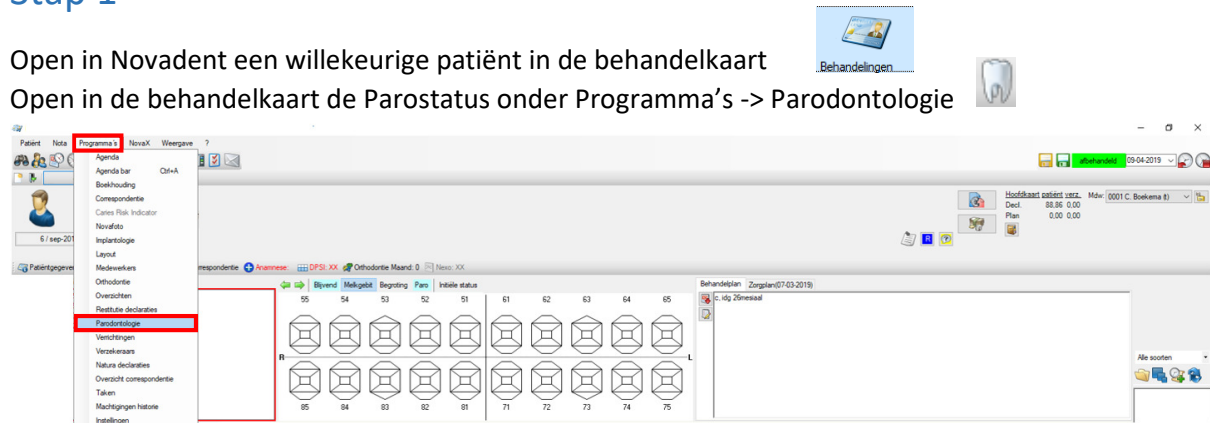 Stap 1
Open in Novadent een willekeurige patiënt in de behandelkaart
Behandelingen
Open in de behandelkaart de Parostatus onder Programma's -> Parodontologie
Patiënt Nota Programma's NovaX Weergave ?
Agenda
Agenda bar Ctrl+A
Boekhouding
Correspondentie
Caries Risk Indicator
Novafoto
Implantologie
Layout
Medewerkers
Orthodontie
Overzichten
Restitutie declaraties
Parodontologie
Verrichtingen
Verzekeraars
Natura declaraties
Overzicht correspondentie
Taken
Machtigingen historie
Instellingen
afbehandeld 09-04-2019
Hoofdkaart patiënt verz. Mdw: 0001 C. Boekema (t)
Decl. 88,86 0,00
Plan 0,00 0,00
6 / sep-201
R ?
Patiëntgegeven
respondentie Anamnese: DPSI: XX Orthodontie Maand: 0 Nexo: XX
Blijvend Melkgebit Begroting Paro Initiële status
55 54 53 52 51 61 62 63 64 65
R L
85 84 83 82 81 71 72 73 74 75
Behandelplan Zorgplan(07-03-2019)
c. idg 26mesiaal
Alle soorten